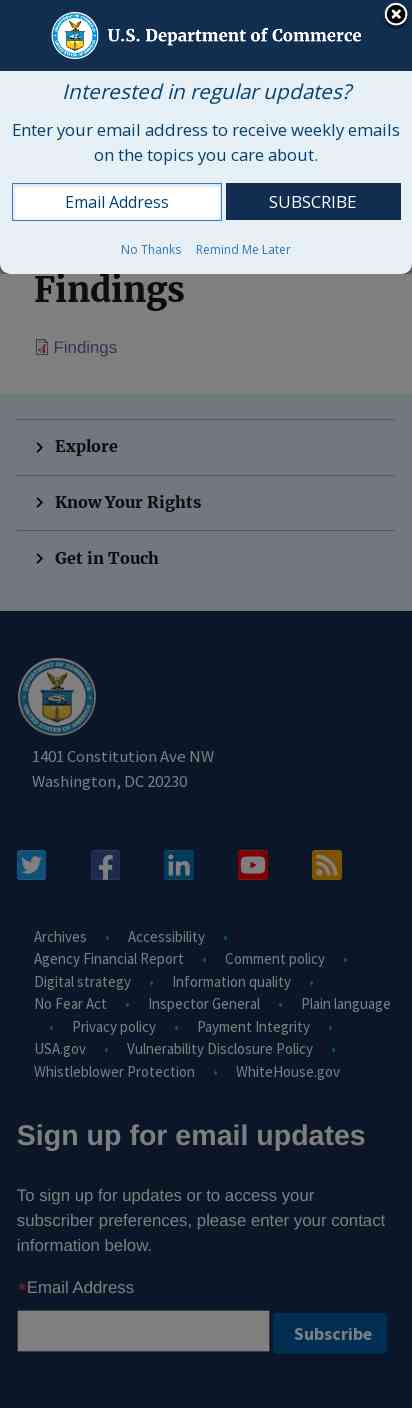 U.S. Department of Commerce
Interested in regular updates?
Enter your email address to receive weekly emails
on the topics you care about.
Email Address
SUBSCRIBE
No Thanks Remind Me Later
Findings
Findings
Explore
Know Your Rights
Get in Touch
1401 Constitution Ave NW
Washington, DC 20230
Archives • Accessibility •
Agency Financial Report • Comment policy •
Digital strategy • Information quality •
No Fear Act • Inspector General • Plain language
• Privacy policy • Payment Integrity •
USA.gov • Vulnerability Disclosure Policy •
Whistleblower Protection • WhiteHouse.gov
Sign up for email updates
To sign up for updates or to access your
subscriber preferences, please enter your contact
information below.
*Email Address
Subscribe